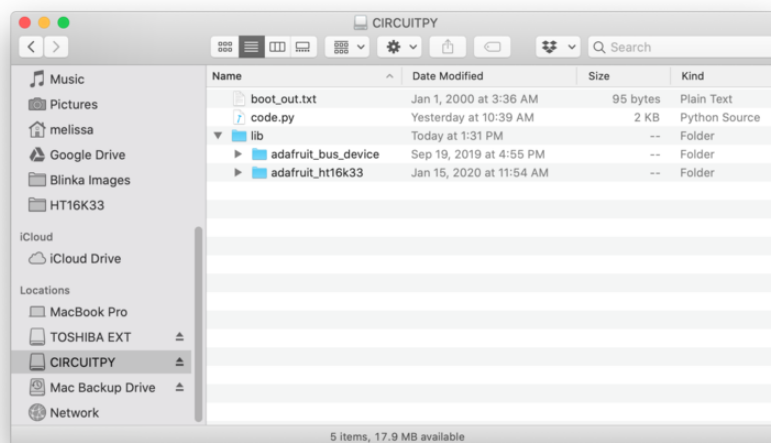 CIRCUITPY
Search
Music
Pictures
melissa
Google Drive
Blinka Images
HT16K33
iCloud
iCloud Drive
Locations
MacBook Pro
TOSHIBA EXT
CIRCUITPY
Mac Backup Drive
Network
Name Date Modified Size Kind
boot_out.txt Jan 1, 2000 at 3:36 AM 95 bytes Plain Text
code.py Yesterday at 10:39 AM 2 KB Python Source
lib Today at 1:31 PM -- Folder
adafruit_bus_device Sep 19, 2019 at 4:55 PM -- Folder
adafruit_ht16k33 Jan 15, 2020 at 11:54 AM -- Folder
5 items, 17.9 MB available